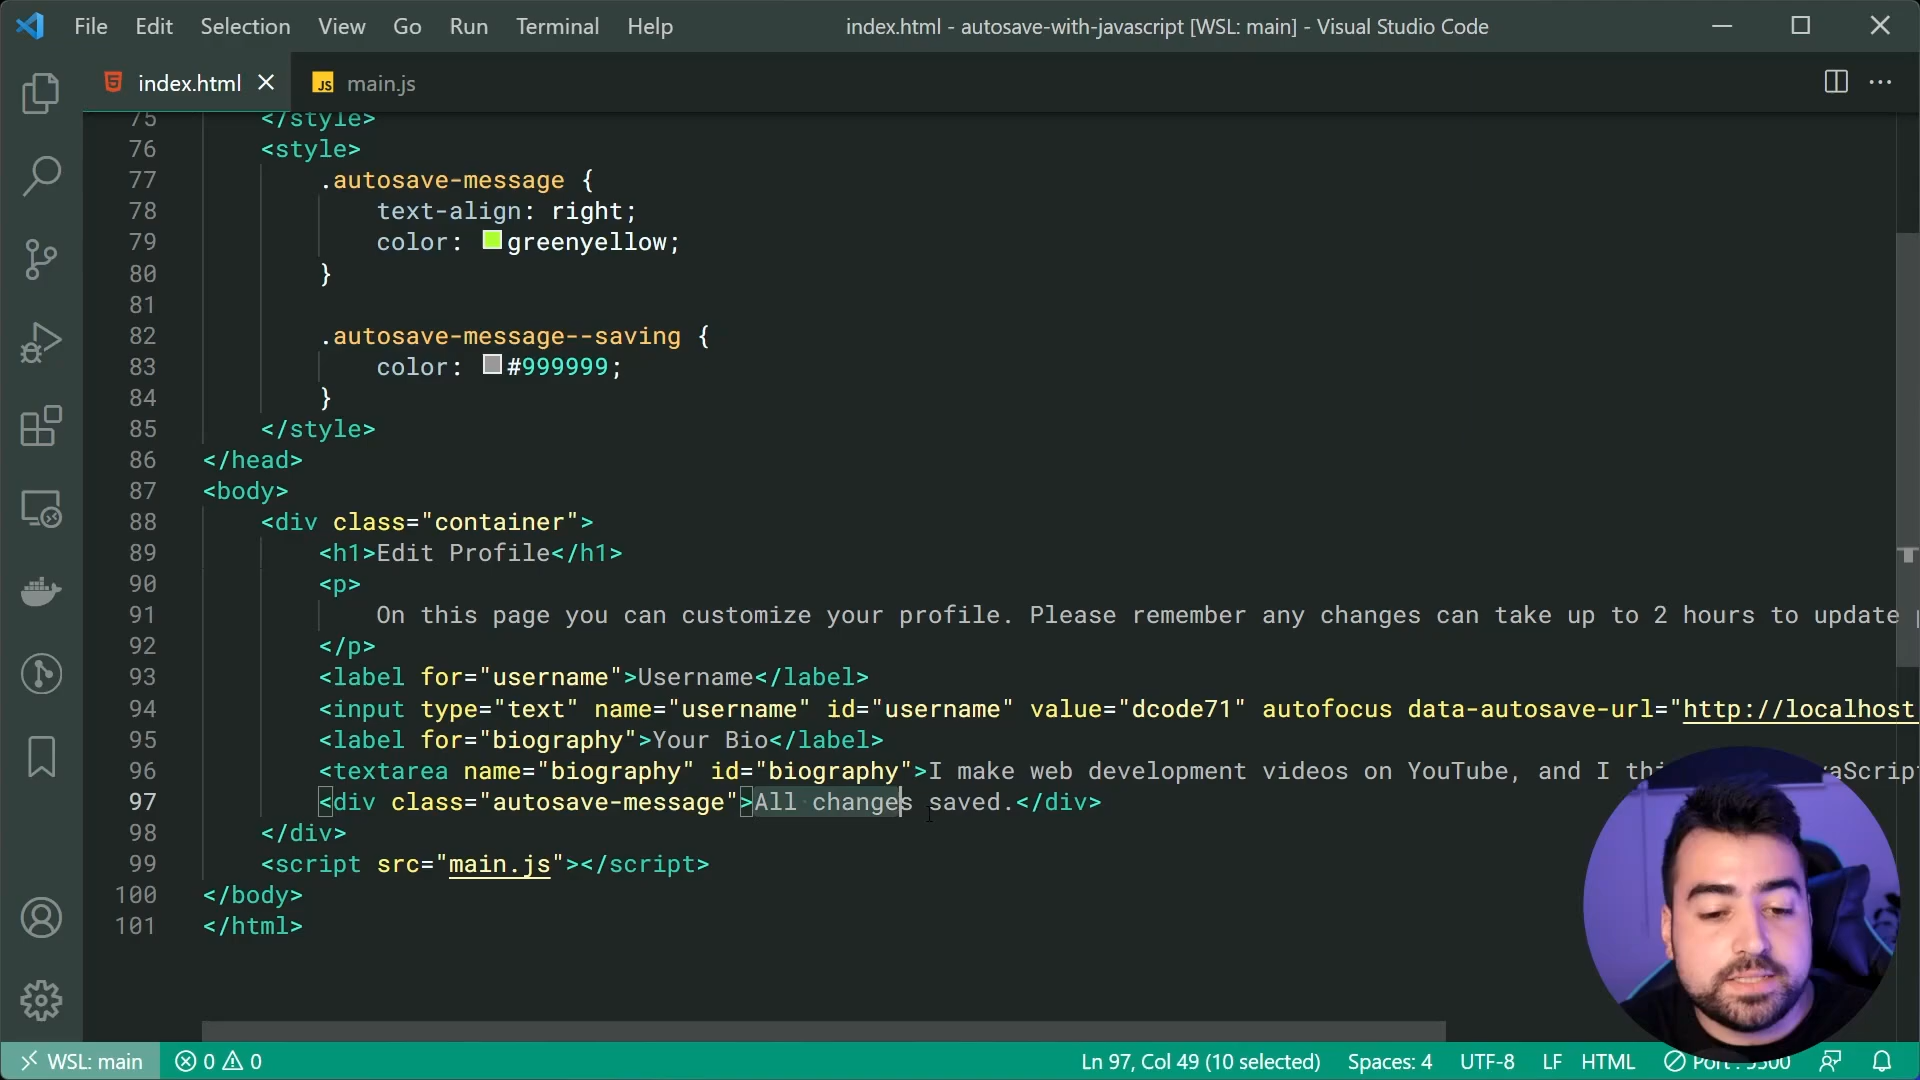 File Edit Selection View Go Run Terminal Help index.html - autosave-with-javascript [WSL: main] - Visual Studio Code
index.html main.js
75 </style>
76 <style>
77 .autosave-message {
78 text-align: right;
79 color: greenyellow;
80 }
81
82 .autosave-message--saving {
83 color: #999999;
84 }
85 </style>
86 </head>
87 <body>
88 <div class="container">
89 <h1>Edit Profile</h1>
90 <p>
91 On this page you can customize your profile. Please remember any changes can take up to 2 hours to update
92 </p>
93 <label for="username">Username</label>
94 <input type="text" name="username" id="username" value="dcode71" autofocus data-autosave-url="http://localhost
95 <label for="biography">Your Bio</label>
96 <textarea name="biography" id="biography">I make web development videos on YouTube, and I
97 <div class="autosave-message">All changes saved.</div>
98 </div>
99 <script src="main.js"></script>
100 </body>
101 </html>
WSL: main 0 0 Ln 97, Col 49 (10 selected) Spaces: 4 UTF-8 LF HTML